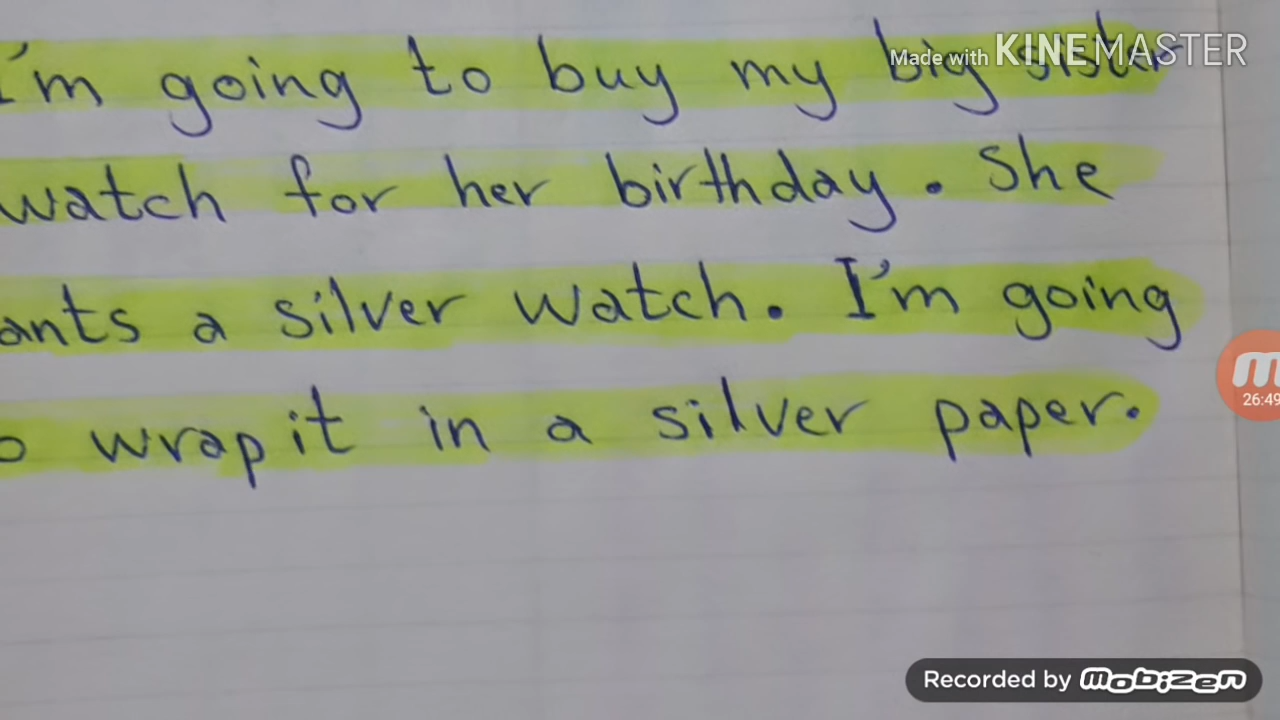 I'm going to buy my big sister
watch for her birthday. She
ants a silver watch. I'm going
o wrap it in a silver paper.
Made with KINEMASTER
26:49
Recorded by mobizen